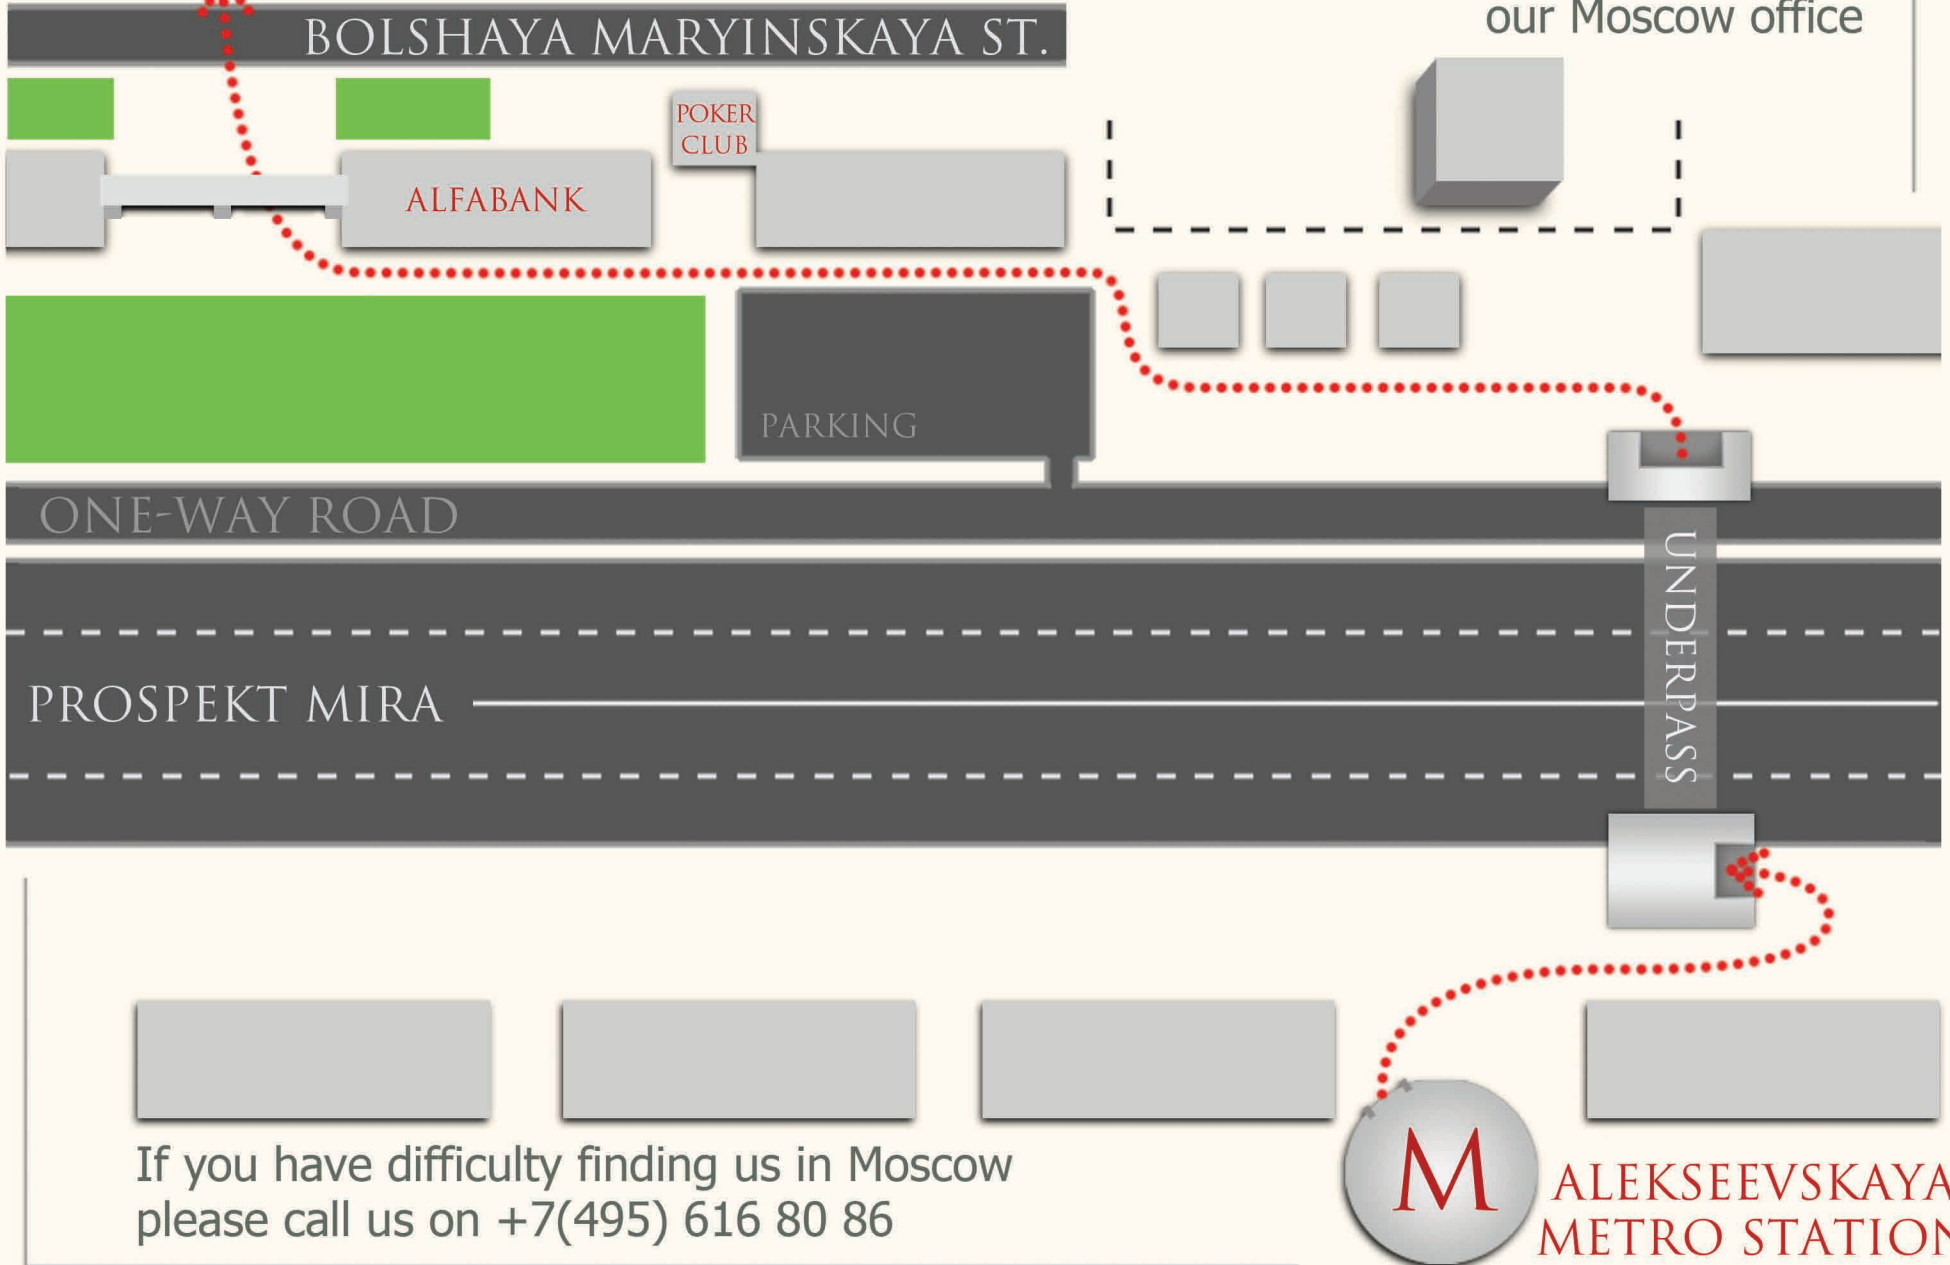 our Moscow office
BOLSHAYA MARYINSKAYA ST.
POKER
CLUB
ALFABANK
PARKING
ONE-WAY ROAD
UNDERPASS
PROSPEKT MIRA
If you have difficulty finding us in Moscow
please call us on +7(495) 616 80 86
M
ALEKSEEVSKAYA
METRO STATION